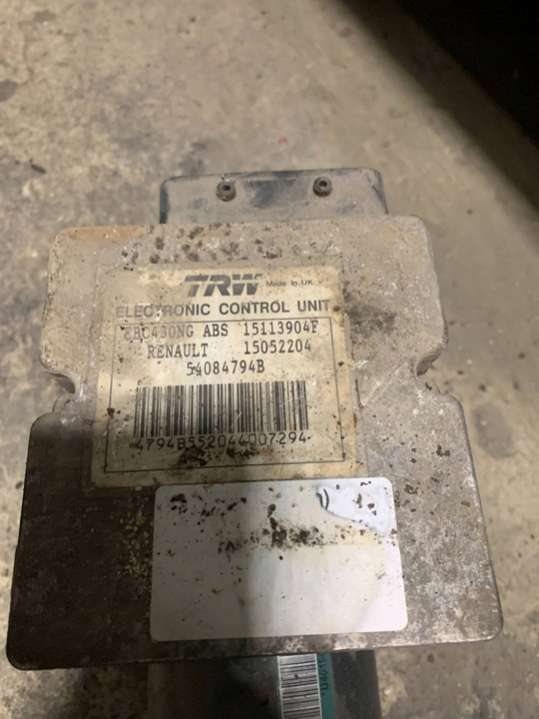 TRW Made in UK
ELECTRONIC CONTROL UNIT
EBC430NG ABS 15113904F
RENAULT 15052204
54084794B
4794B552044007294